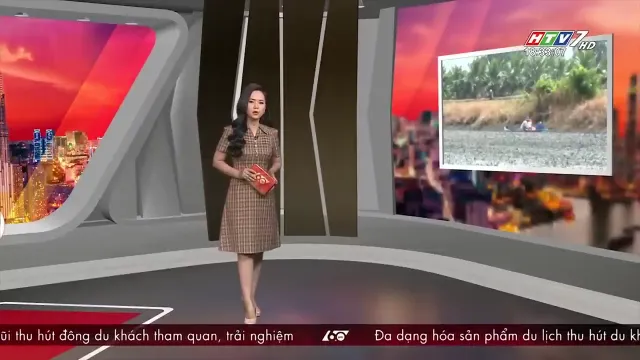 HTV7 HD
ũi thu hút đông du khách tham quan, trải nghiệm
60
Đa dạng hóa sản phẩm du lịch thu hút du k